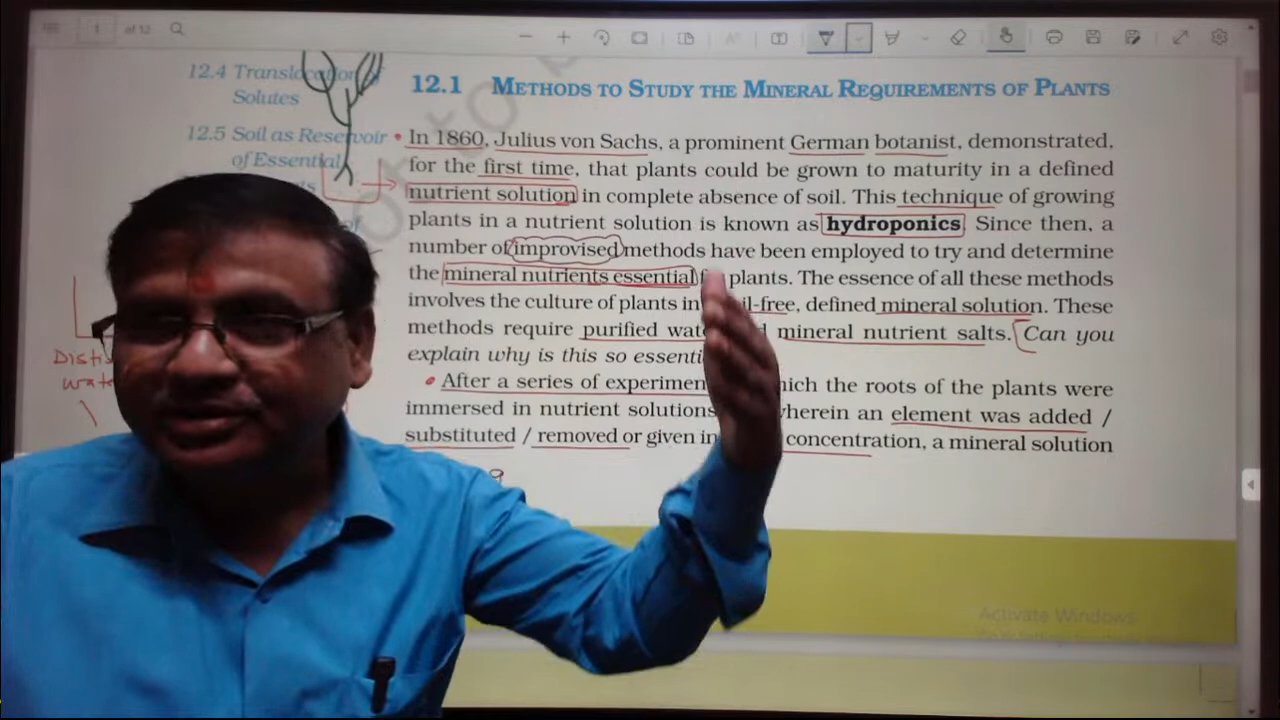 1 of 12
12.4 Translocation of
Solutes
12.5 Soil as Reservoir
of Essential
of
12.1 METHODS TO STUDY THE MINERAL REQUIREMENTS OF PLANTS
In 1860, Julius von Sachs, a prominent German botanist, demonstrated,
for the first time, that plants could be grown to maturity in a defined
nutrient solution in complete absence of soil. This technique of growing
plants in a nutrient solution is known as hydroponics. Since then, a
number of improvised methods have been employed to try and determine
the mineral nutrients essential plants. The essence of all these methods
involves the culture of plants in il-free, defined mineral solution. These
methods require purified wat mineral nutrient salts. Can you
explain why is this so essenti
After a series of experimen hich the roots of the plants were
immersed in nutrient solutions wherein an element was added /
substituted / removed or given in concentration, a mineral solution
Disti
wate
Activate Windows